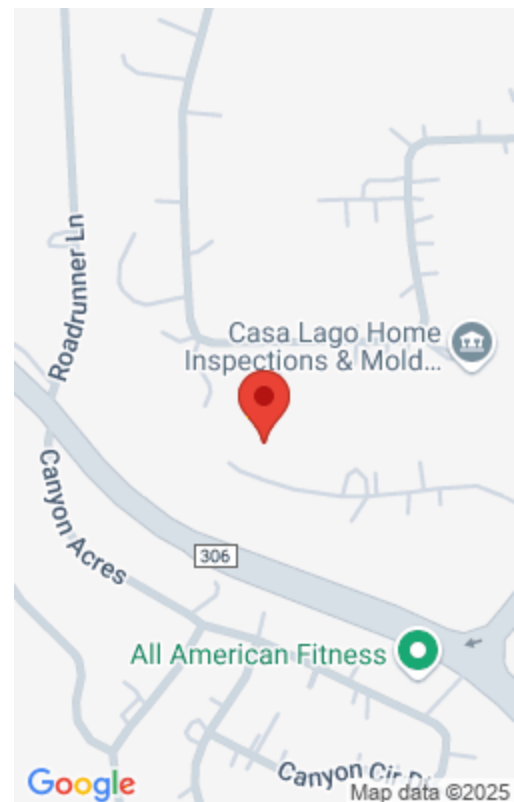 Roadrunner Ln
Casa Lago Home
Inspections & Mold...
Canyon Acres
306
All American Fitness
Canyon Cir Dr
Google
Map data ©2025